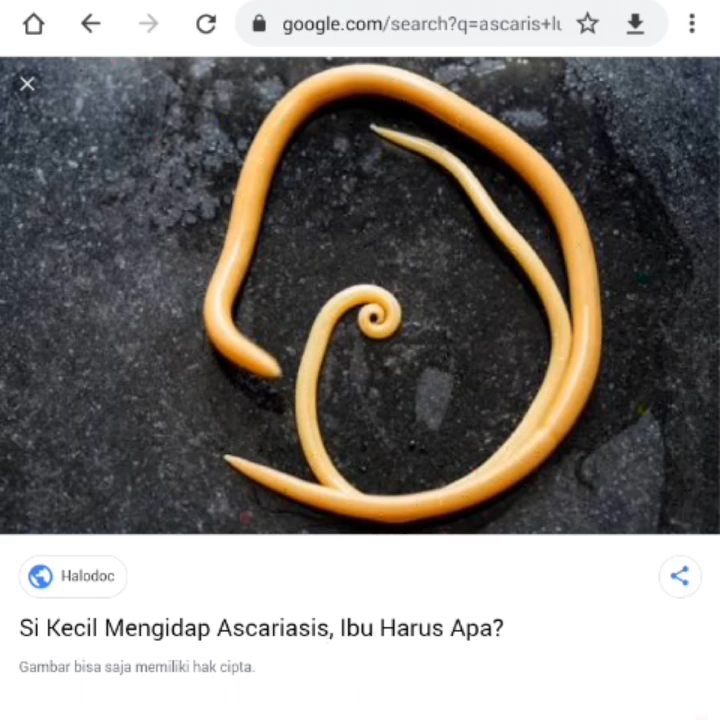 google.com/search?q=ascaris+lu
Halodoc
Si Kecil Mengidap Ascariasis, Ibu Harus Apa?
Gambar bisa saja memiliki hak cipta.